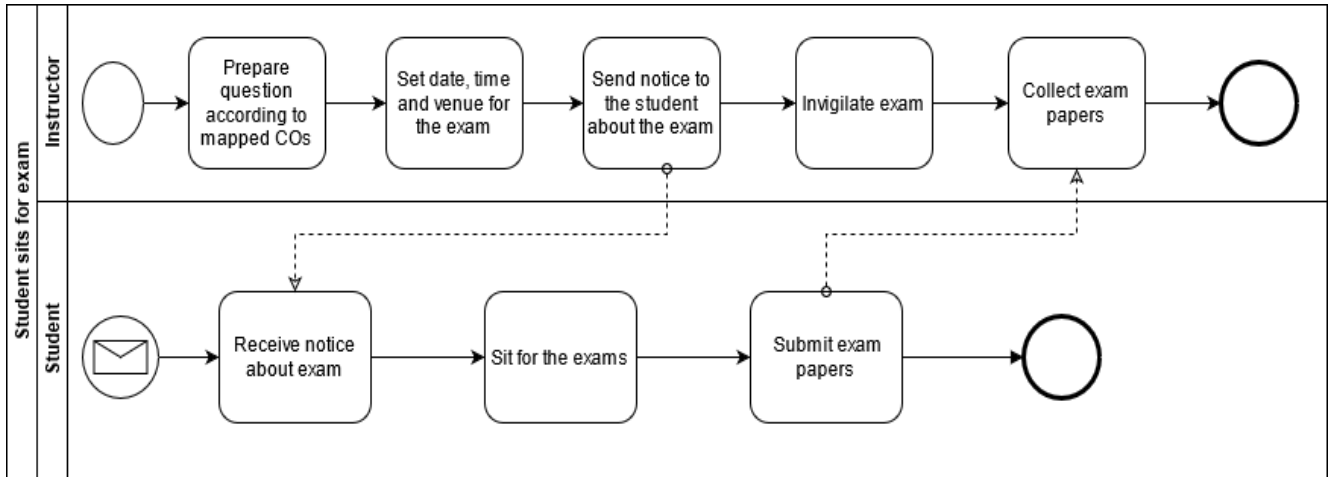 Student sits for exam
Instructor
Prepare
question
according to
mapped COs
Set date, time
and venue for
the exam
Send notice to
the student
about the exam
Invigilate exam
Collect exam
papers
Student
Receive notice
about exam
Sit for the exams
Submit exam
papers